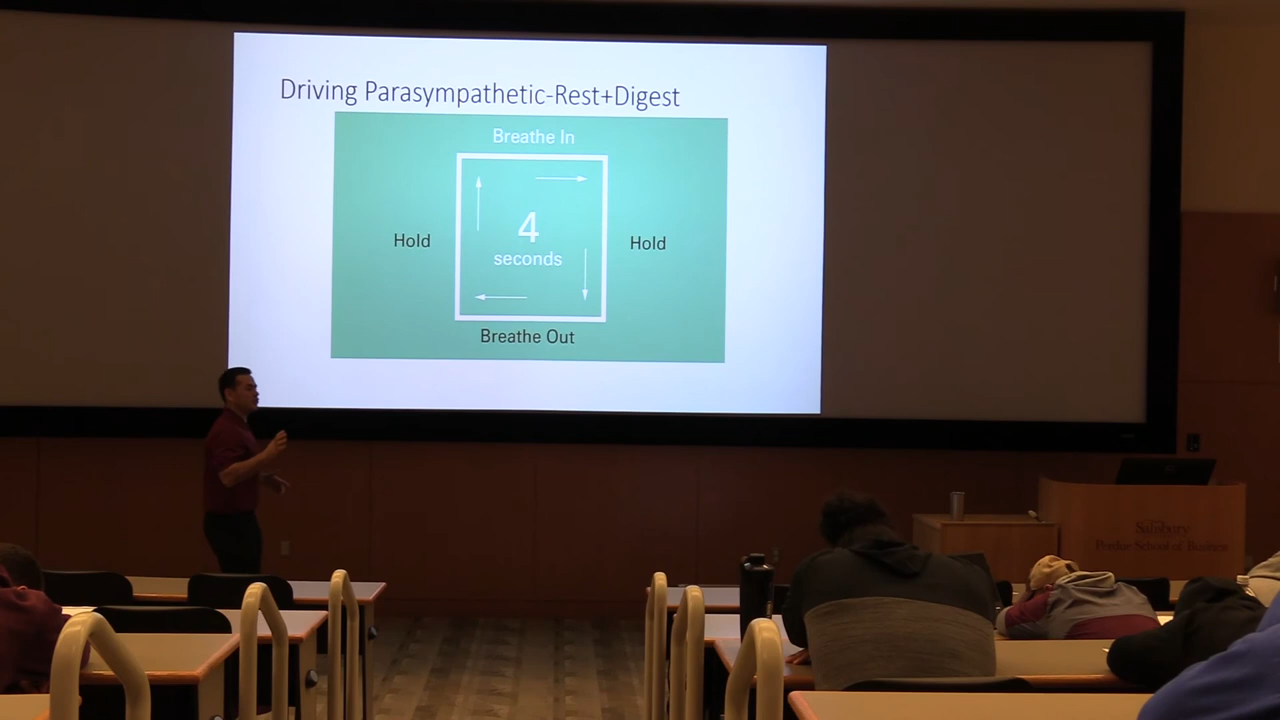 Driving Parasympathetic-Rest+Digest
Breathe In
Hold
4
seconds
Hold
Breathe Out
Salisbury
Perdue School of Business